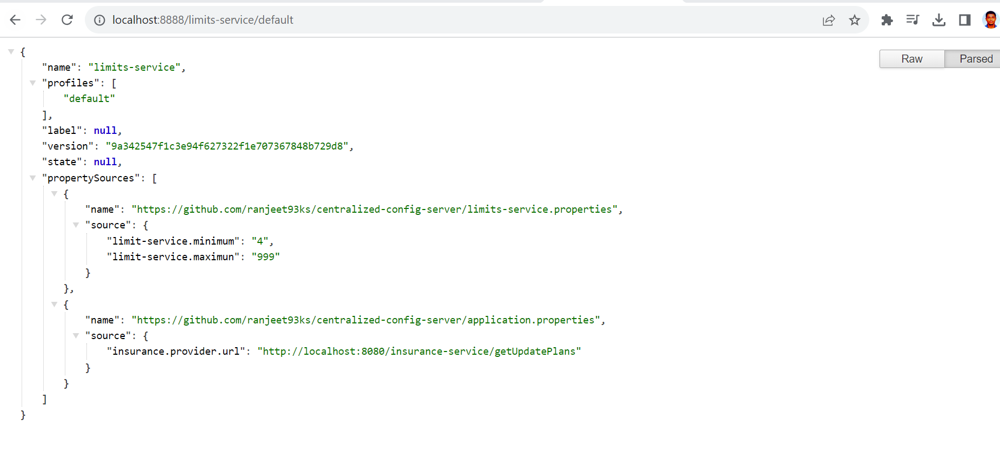 localhost:8888/limits-service/default
Raw
Parsed
{
"name": "limits-service",
"profiles": [
"default"
],
"label": null,
"version": "9a342547f1c3e94f627322f1e707367848b729d8",
"state": null,
"propertySources": [
{
"name": "https://github.com/ranjeet93ks/centralized-config-server/limits-service.properties",
"source": {
"limit-service.minimum": "4",
"limit-service.maximun": "999"
}
},
{
"name": "https://github.com/ranjeet93ks/centralized-config-server/application.properties",
"source": {
"insurance.provider.url": "http://localhost:8080/insurance-service/getUpdatePlans"
}
}
]
}